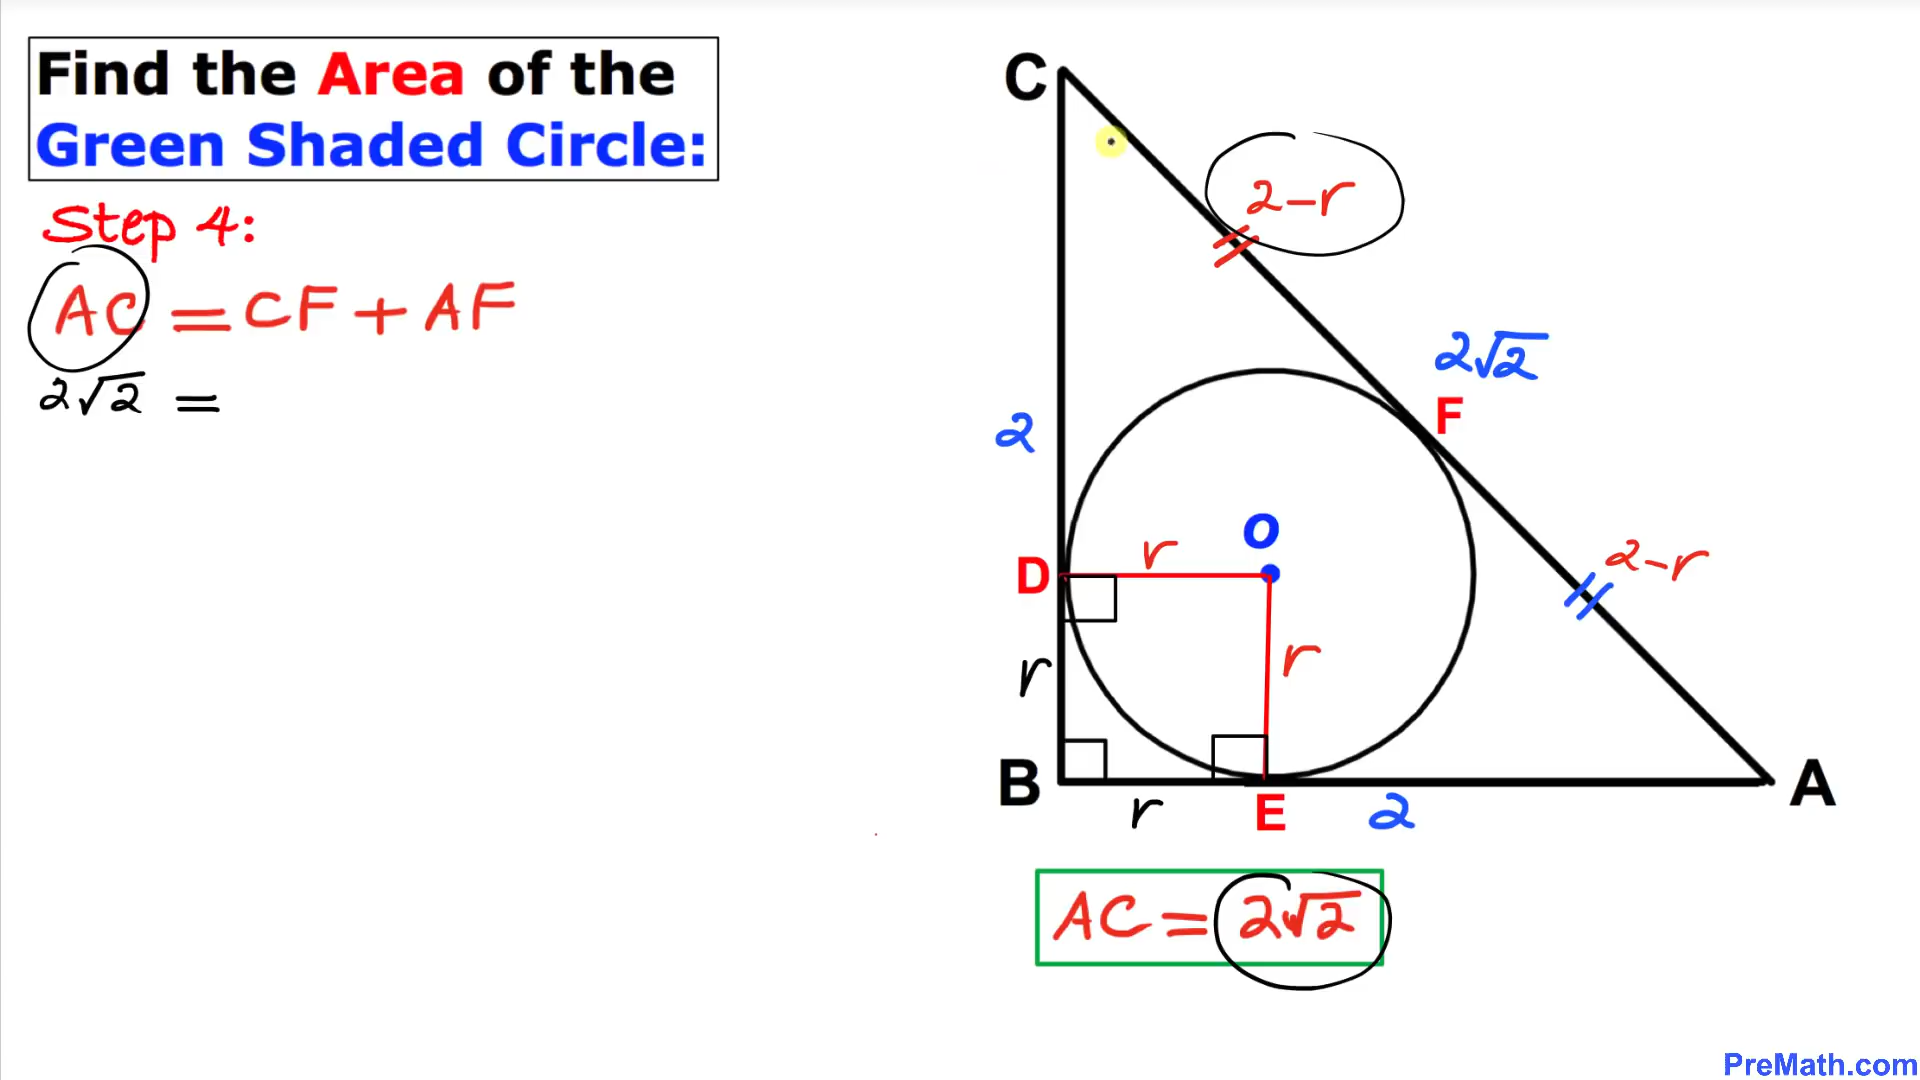 Find the Area of the
Green Shaded Circle:
Step 4:
AC = CF + AF
2√2 =
C
2-r
2√2
F
2
O
D
r
2-r
r
r
B
A
r
E
2
AC = 2√2
PreMath.com